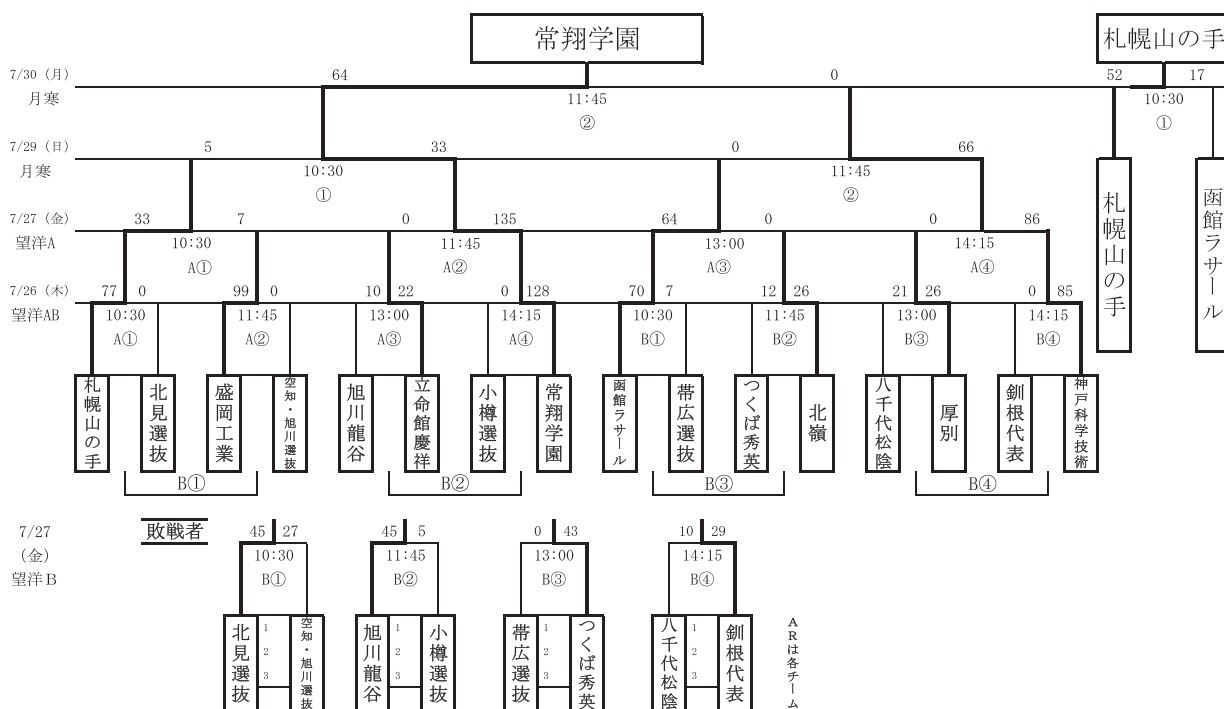 常翔学園
札幌山の手
7/30（月）
64
0
52
17
月寒
11:45
10:30
②
①
7/29（日）
5
33
0
66
月寒
10:30
11:45
①
②
札幌山の手
函館ラサール
7/27（金）
33
7
0
135
64
0
0
86
望洋A
10:30
11:45
13:00
14:15
A①
A②
A③
A④
7/26（木）
77
0
99
0
10
22
0
128
70
7
12
26
21
26
0
85
望洋AB
10:30
11:45
13:00
14:15
10:30
11:45
13:00
14:15
A①
A②
A③
A④
B①
B②
B③
B④
札幌山の手
北見選抜
盛岡工業
空知・旭川選抜
旭川龍谷
立命館慶祥
小樽選抜
常翔学園
函館ラサール
帯広選抜
つくば秀英
北嶺
八千代松陰
厚別
釧根代表
神戸科学技術
B①
B②
B③
B④
7/27
（金）
望洋B
敗戦者
45
27
45
5
0
43
10
29
10:30
11:45
13:00
14:15
B①
B②
B③
B④
北見選抜
1
2
3
空知・旭川選抜
旭川龍谷
1
2
3
小樽選抜
帯広選抜
1
2
3
つくば秀英
八千代松陰
1
2
3
釧根代表
ARは各チーム